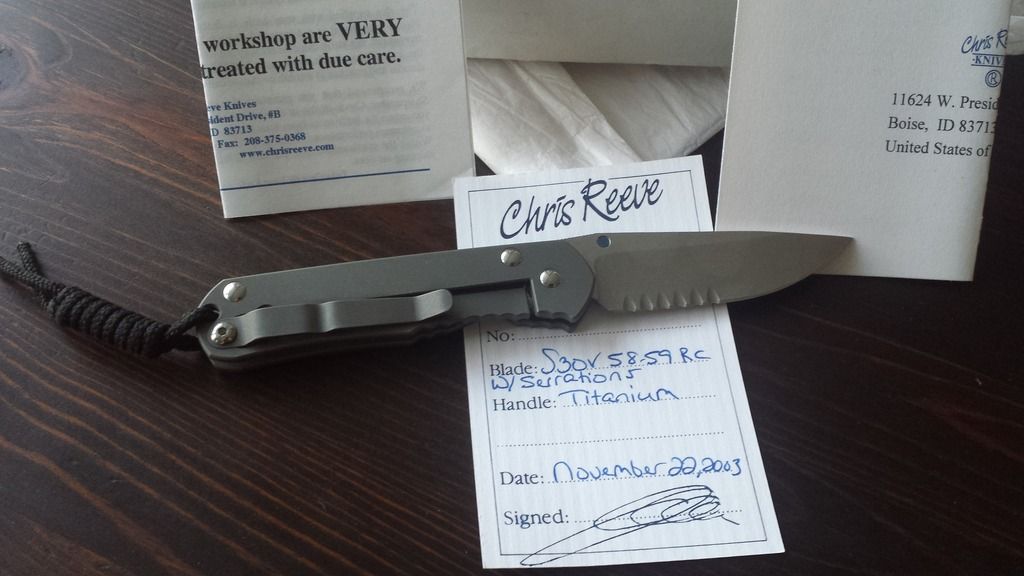 workshop are VERY
treated with due care.
eve Knives
ident Drive, #B
D 83713
Fax: 208-375-0368
www.chrisreeve.com
Chris R
KNIV
®
11624 W. Presid
Boise, ID 83713
United States of
Chris Reeve
No:
Blade: S30V 58-59 RC
W/ Serrations
Handle: Titanium
Date: November 22, 2003
Signed: